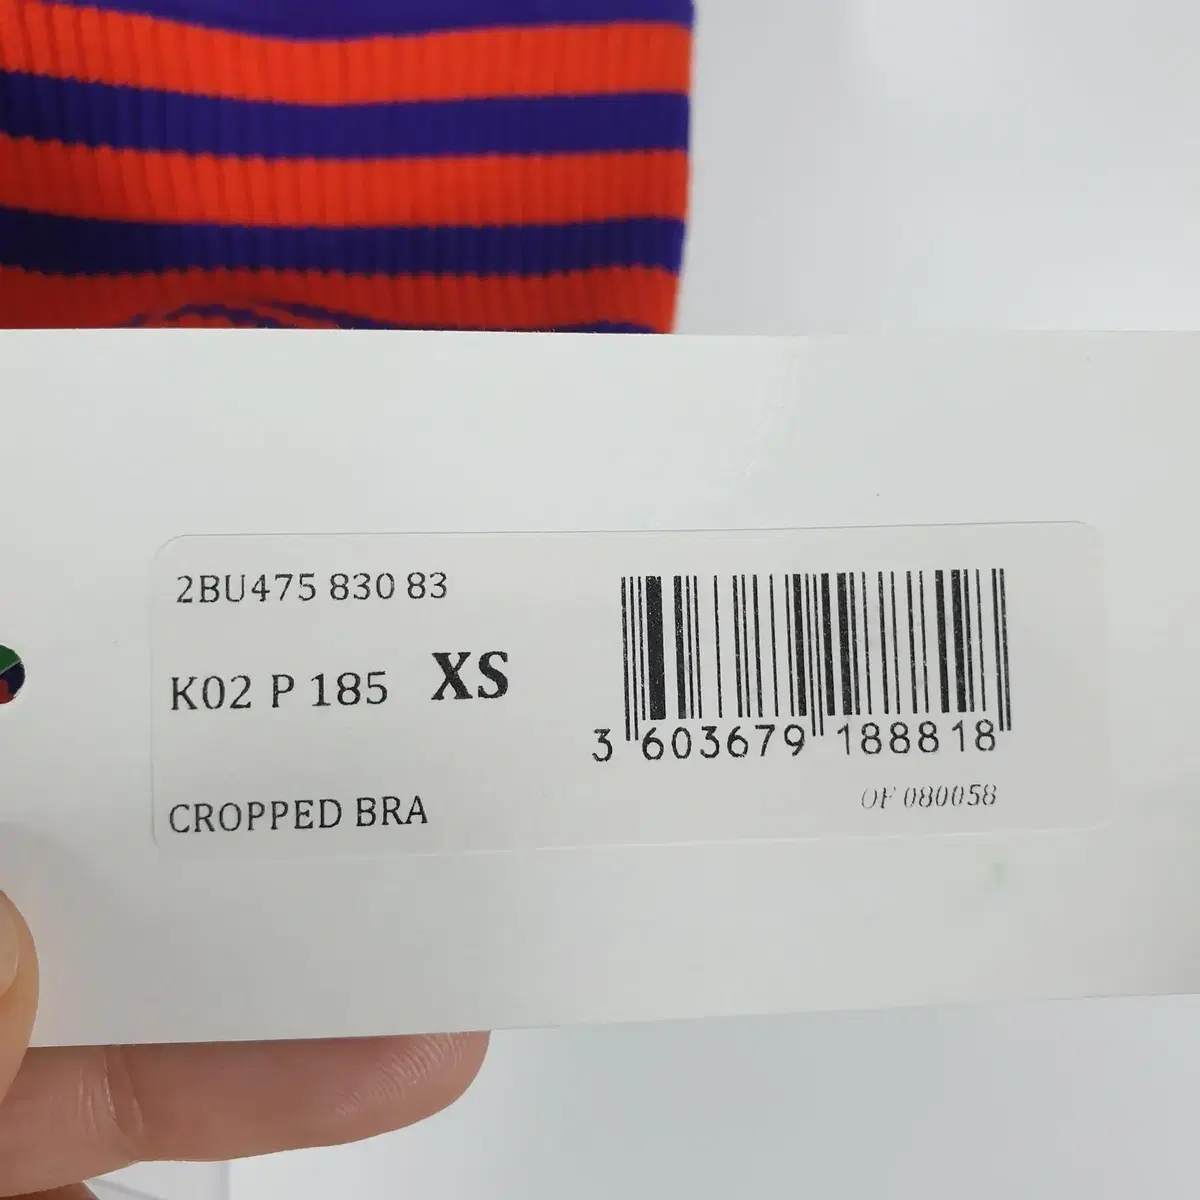 2BU475 830 83
K02 P 185 XS
CROPPED BRA
3 603679 188818
OF 080058